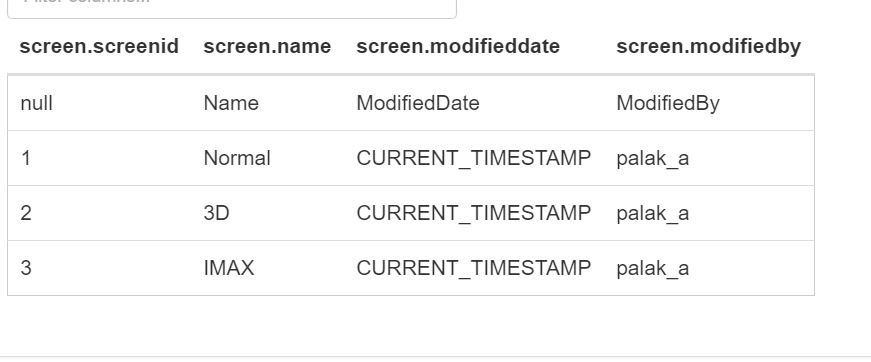 screen.screenid screen.name screen.modifieddate screen.modifiedby
null Name ModifiedDate ModifiedBy
1 Normal CURRENT_TIMESTAMP palak_a
2 3D CURRENT_TIMESTAMP palak_a
3 IMAX CURRENT_TIMESTAMP palak_a